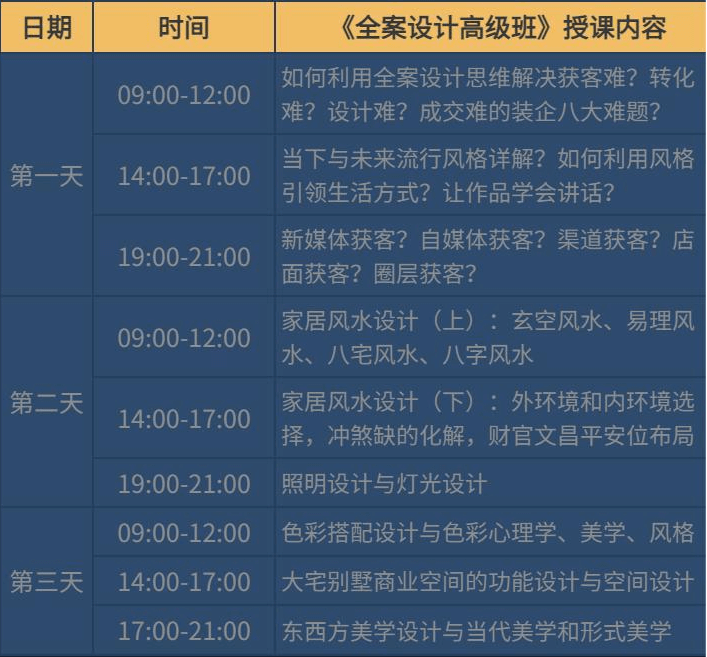 日期 时间 《全案设计高级班》授课内容
第一天
09:00-12:00
如何利用全案设计思维解决获客难？转化
难？设计难？成交难的装企八大难题？
14:00-17:00
当下与未来流行风格详解？如何利用风格
引领生活方式？让作品学会讲话？
19:00-21:00
新媒体获客？自媒体获客？渠道获客？店
面获客？圈层获客？
第二天
09:00-12:00
家居风水设计（上）：玄空风水、易理风
水、八宅风水、八字风水
14:00-17:00
家居风水设计（下）：外环境和内环境选
择，冲煞缺的化解，财官文昌平安位布局
19:00-21:00 照明设计与灯光设计
第三天
09:00-12:00 色彩搭配设计与色彩心理学、美学、风格
14:00-17:00 大宅别墅商业空间的功能设计与空间设计
17:00-21:00 东西方美学设计与当代美学和形式美学